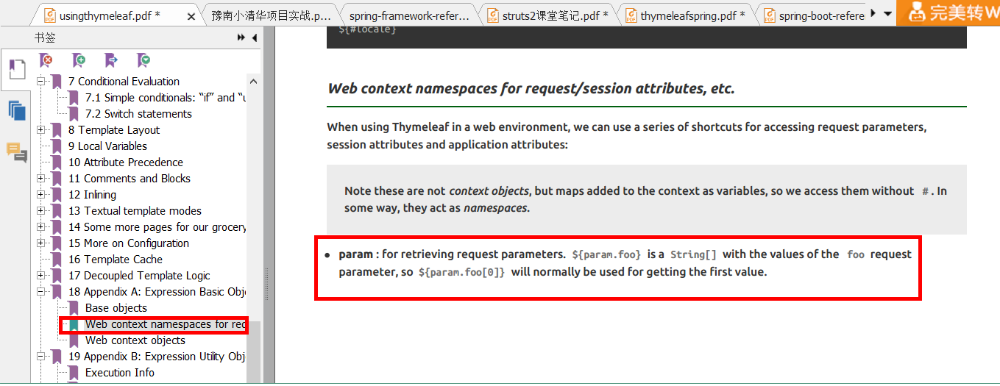 usingthymeleaf.pdf *
豫南小清华项目实战.p...
spring-framework-refer...
struts2课堂笔记.pdf *
thymeleafspring.pdf *
spring-boot-refere
完美转W
书签
7 Conditional Evaluation
7.1 Simple conditionals: “if” and “u
7.2 Switch statements
8 Template Layout
9 Local Variables
10 Attribute Precedence
11 Comments and Blocks
12 Inlining
13 Textual template modes
14 Some more pages for our grocery
15 More on Configuration
16 Template Cache
17 Decoupled Template Logic
18 Appendix A: Expression Basic Obj
Base objects
Web context namespaces for req
Web context objects
19 Appendix B: Expression Utility Obj
Execution Info
${#locale}
Web context namespaces for request/session attributes, etc.
When using Thymeleaf in a web environment, we can use a series of shortcuts for accessing request parameters,
session attributes and application attributes:
Note these are not context objects, but maps added to the context as variables, so we access them without # . In
some way, they act as namespaces.
• param : for retrieving request parameters. ${param.foo} is a String[] with the values of the foo request
parameter, so ${param.foo[0]} will normally be used for getting the first value.